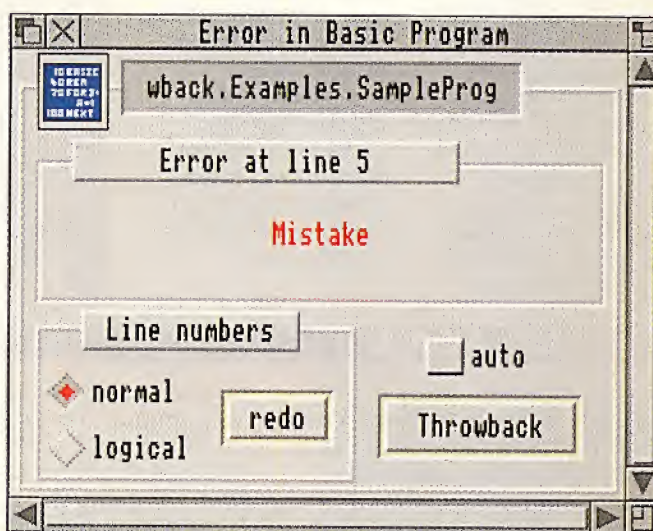 Error in Basic Program
wback.Examples.SampleProg
Error at line 5
Mistake
Line numbers
normal
logical
redo
auto
Throwback